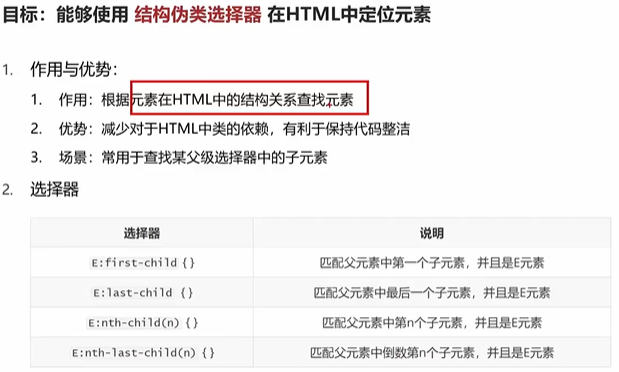 目标：能够使用 结构伪类选择器 在HTML中定位元素
1. 作用与优势：
1. 作用：根据元素在HTML中的结构关系查找元素
2. 优势：减少对于HTML中类的依赖，有利于保持代码整洁
3. 场景：常用于查找某父级选择器中的子元素
2. 选择器
选择器 说明
E:first-child {} 匹配父元素中第一个子元素，并且是E元素
E:last-child {} 匹配父元素中最后一个子元素，并且是E元素
E:nth-child(n) {} 匹配父元素中第n个子元素，并且是E元素
E:nth-last-child(n) {} 匹配父元素中倒数第n个子元素，并且是E元素